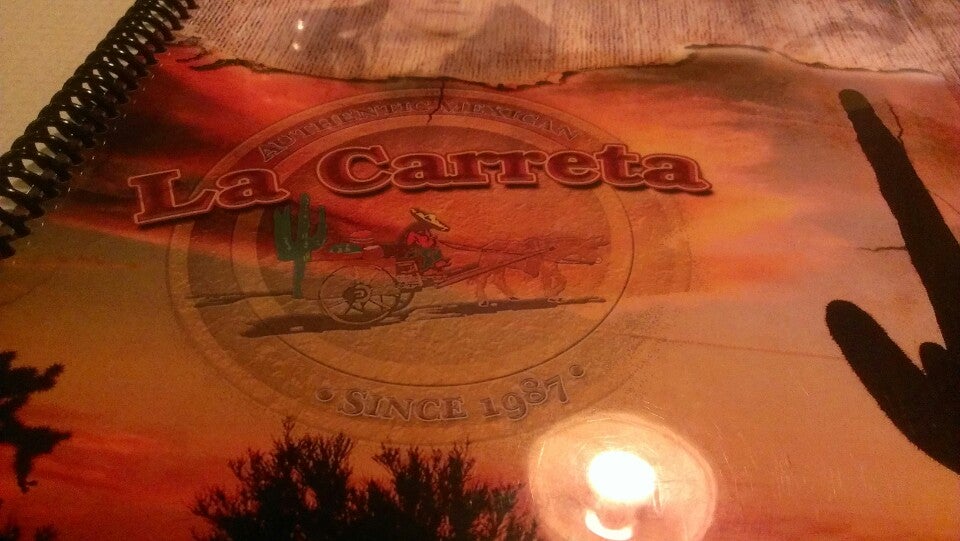 AUTHENTIC MEXICAN
La Carreta
• SINCE 1987 •